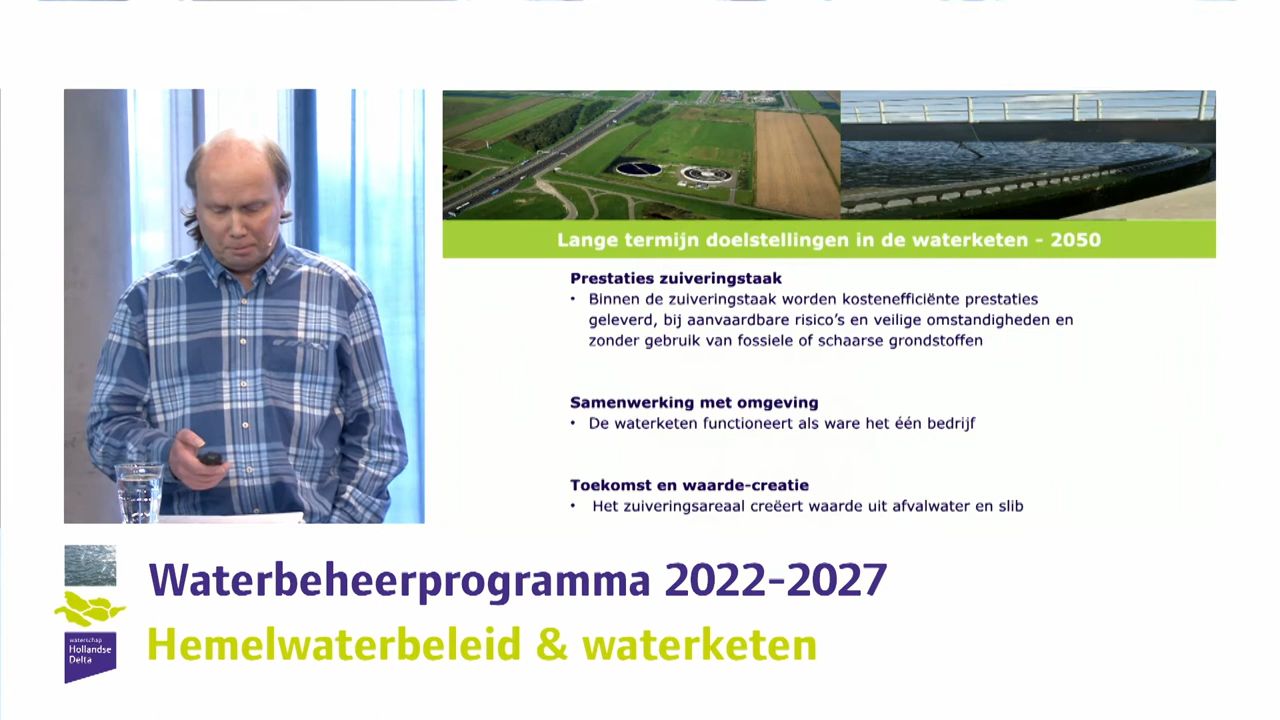 Lange termijn doelstellingen in de waterketen - 2050
Prestaties zuiveringstaak
• Binnen de zuiveringstaak worden kostenefficiënte prestaties
geleverd, bij aanvaardbare risico’s en veilige omstandigheden en
zonder gebruik van fossiele of schaarse grondstoffen
Samenwerking met omgeving
• De waterketen functioneert als ware het één bedrijf
Toekomst en waarde-creatie
• Het zuiveringsareaal creëert waarde uit afvalwater en slib
Waterbeheerprogramma 2022-2027
Hemelwaterbeleid & waterketen
waterschap
Hollandse
Delta